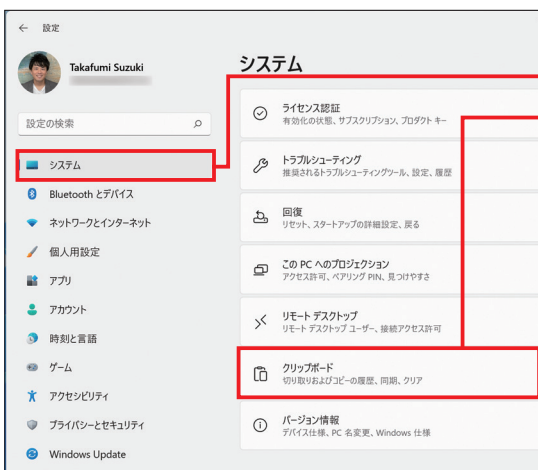 ← 設定
Takafumi Suzuki
設定の検索
システム
Bluetooth とデバイス
ネットワークとインターネット
個人用設定
アプリ
アカウント
時刻と言語
ゲーム
アクセシビリティ
プライバシーとセキュリティ
Windows Update
システム
ライセンス認証
有効化の状態、サブスクリプション、プロダクト キー
トラブルシューティング
推奨されるトラブルシューティングツール、設定、履歴
回復
リセット、スタートアップの詳細設定、戻る
この PC へのプロジェクション
アクセス許可、ペアリング PIN、見つけやすさ
リモート デスクトップ
リモート デスクトップ ユーザー、接続アクセス許可
クリップボード
切り取りおよびコピーの履歴、同期、クリア
バージョン情報
デバイス仕様、PC 名変更、Windows 仕様